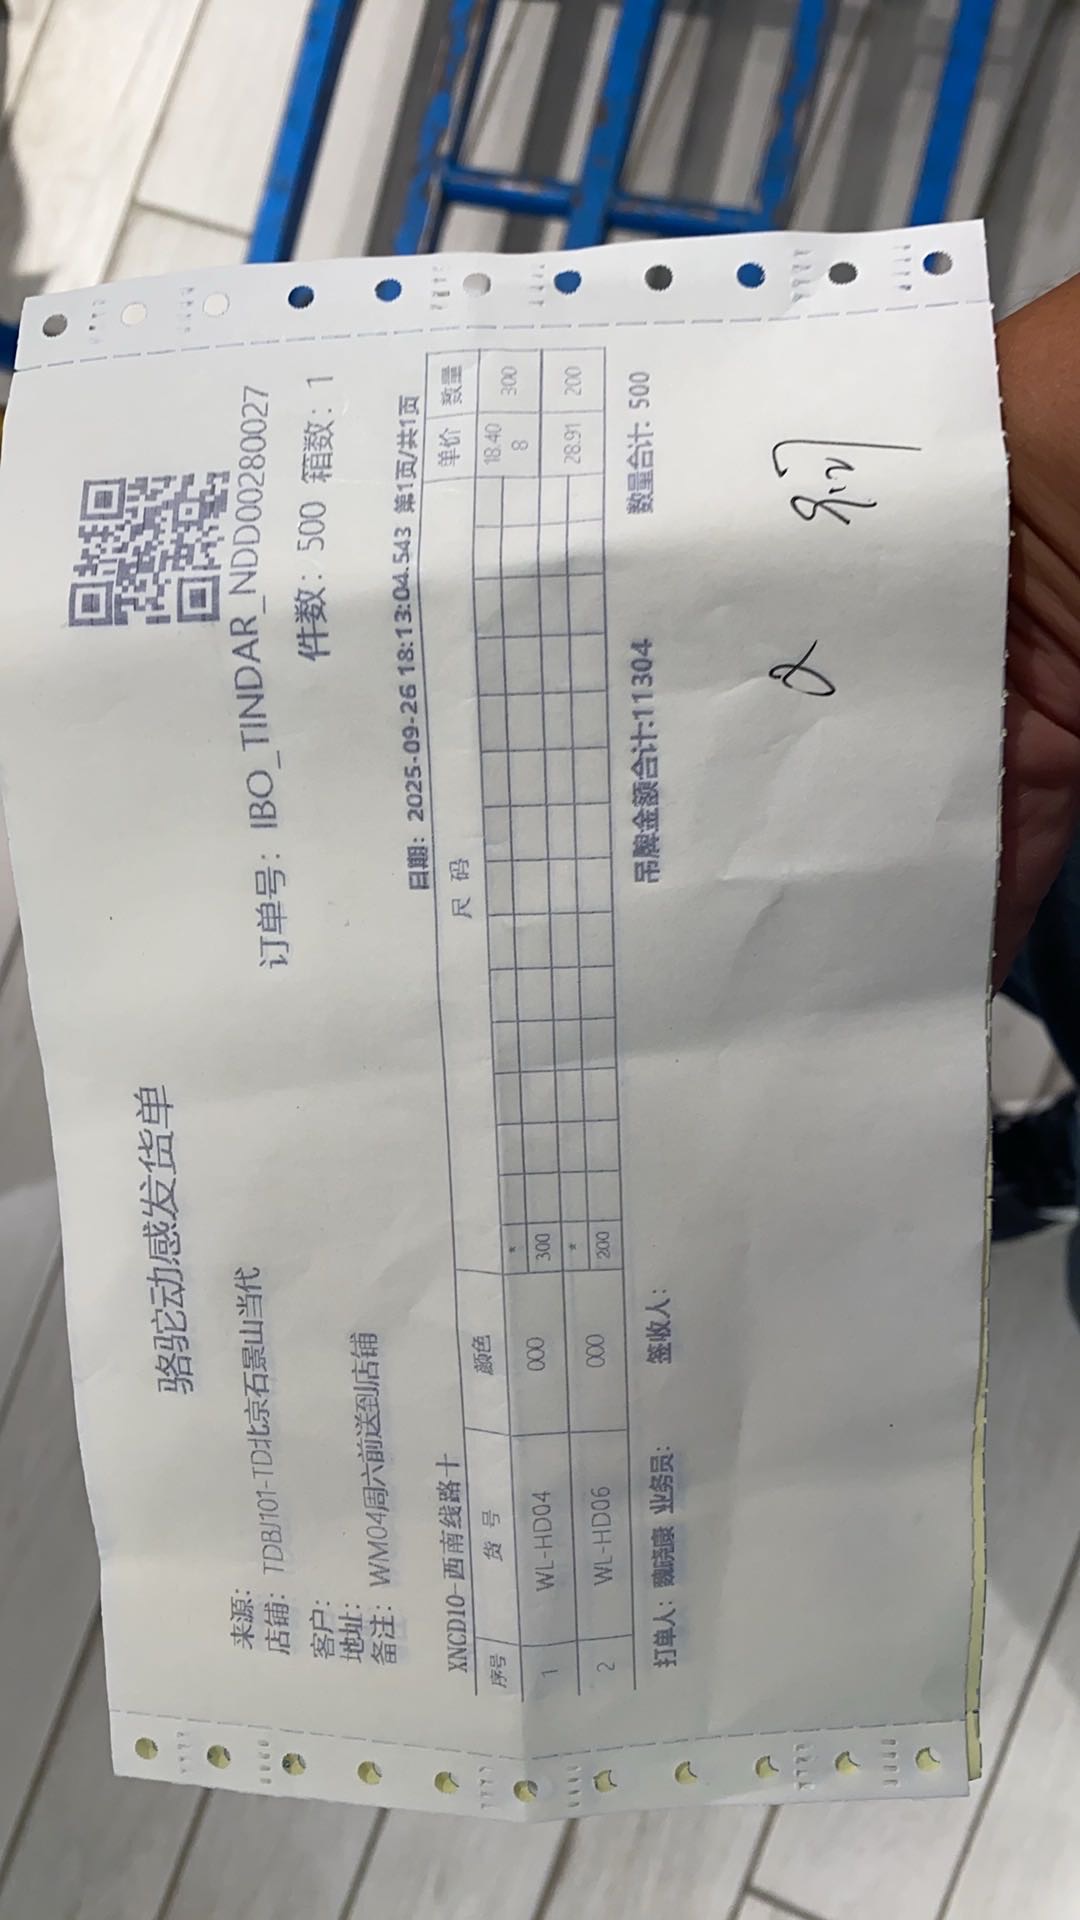 骆驼动感发货单
来源:
店铺: TDBJ101-TD北京石景山当代
订单号: IBO_TINDAR_NDD00280027
客户:
件数: 500 箱数: 1
地址:
备注: WM04周六前送到店铺
XNCD10-西南线路十
日期: 2025-09-26 18:13:04.543 第1页/共1页
序号 货号 颜色 尺码 单价 数量
1 WL-HD04 000 * 300 18.408 300
2 WL-HD06 000 * 200 28.91 200
打单人: 魏晓康 业务员: 签收人: 吊牌金额合计:11304 数量合计: 500